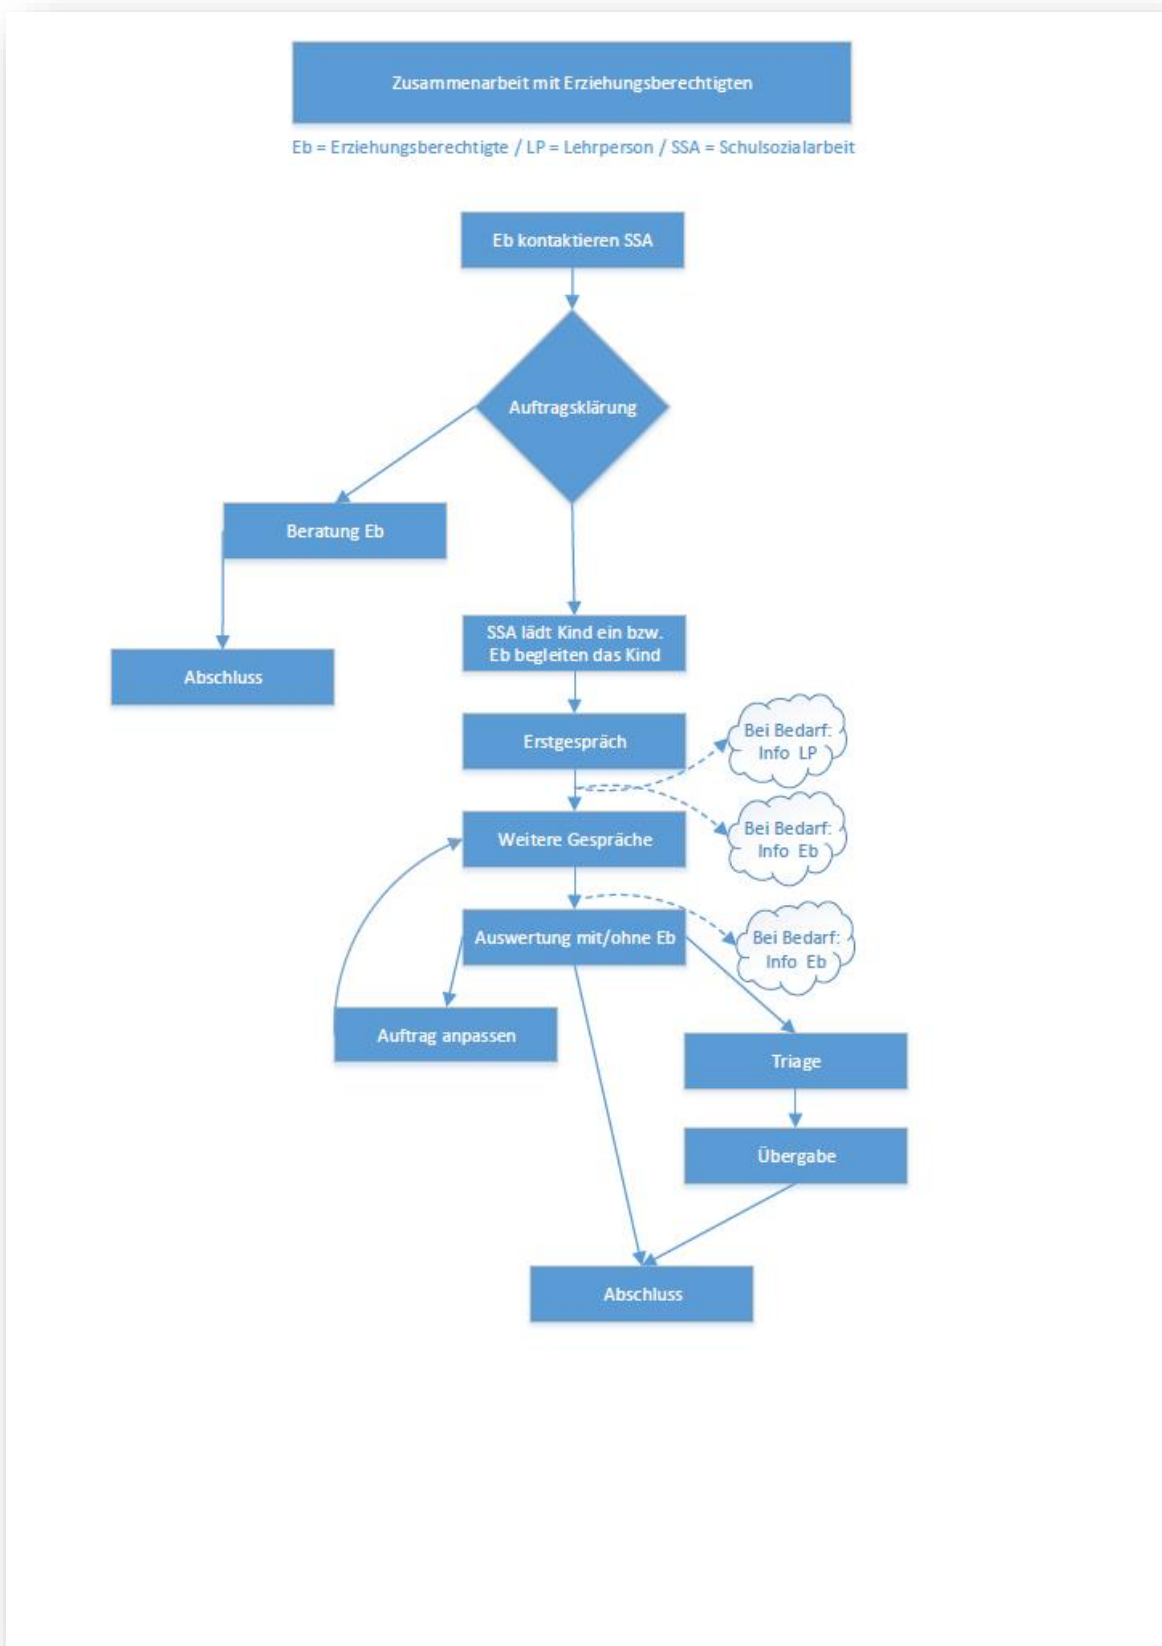 Zusammenarbeit mit Erziehungsberechtigten
Eb = Erziehungsberechtigte / LP = Lehrperson / SSA = Schulsozialarbeit
Eb kontaktieren SSA
Auftragsklärung
Beratung Eb
SSA lädt Kind ein bzw.
Eb begleiten das Kind
Abschluss
Erstgespräch
Bei Bedarf:
Info LP
Weitere Gespräche
Bei Bedarf:
Info Eb
Auswertung mit/ohne Eb
Bei Bedarf:
Info Eb
Auftrag anpassen
Triage
Übergabe
Abschluss